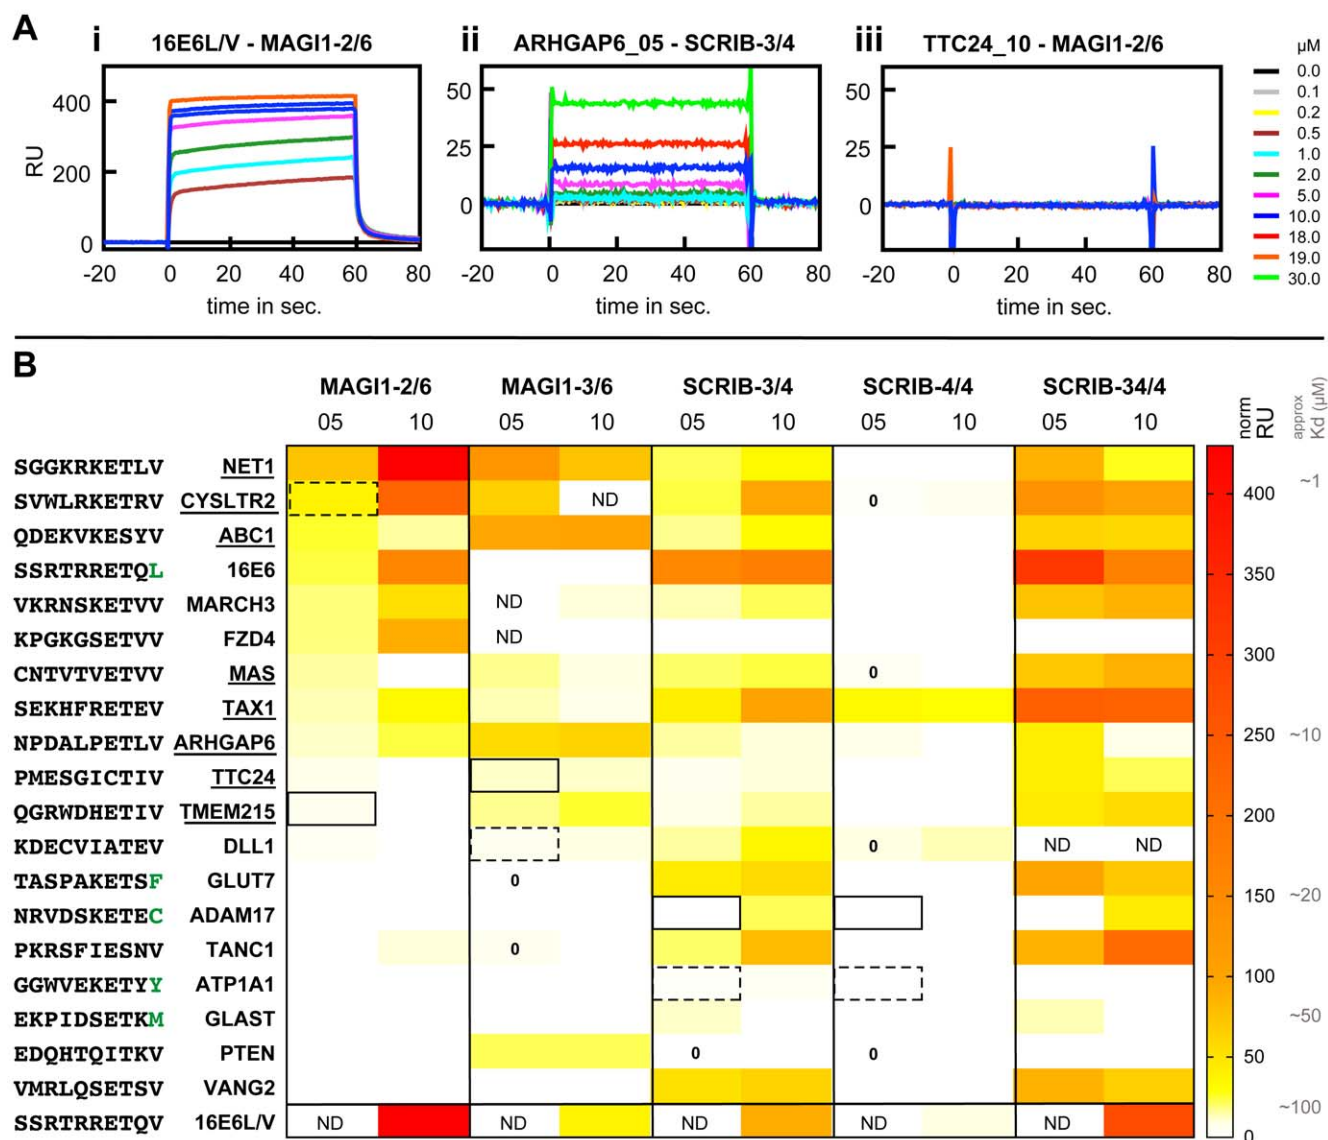 A
i 16E6L/V - MAGI1-2/6
ii ARHGAP6_05 - SCRIB-3/4
iii TTC24_10 - MAGI1-2/6
µM
0.0
0.1
0.2
0.5
1.0
2.0
5.0
10.0
18.0
19.0
30.0
RU
400
200
0
-20 0 20 40 60 80
time in sec.
50
25
0
-20 0 20 40 60 80
time in sec.
50
25
0
-20 0 20 40 60 80
time in sec.
B
MAGI1-2/6 MAGI1-3/6 SCRIB-3/4 SCRIB-4/4 SCRIB-34/4
05 10 05 10 05 10 05 10 05 10
norm RU
approx Kd (µM)
SGGKRKETLV NET1
SVWLRKETRV CYSLTR2 ND 0
QDEKVKESYV ABC1
SSRTRRETQL 16E6
VKRNSKETVV MARCH3 ND
KPGKGSETVV FZD4 ND
CNTVTVETVV MAS 0
SEKHFRETEV TAX1
NPDALPETLV ARHGAP6
PMESGICTIV TTC24
QGRWDHETIV TMEM215
KDECVIATEV DLL1 0 ND ND
TASPAKETSF GLUT7 0
NRVDSKETEC ADAM17
PKRSFIESNV TANC1 0
GGWVEKETYY ATP1A1
EKPIDSETKM GLAST
EDQHTQITKV PTEN 0 0
VMRLQSETSV VANG2
SSRTRRETQV 16E6L/V ND ND ND ND ND
400
350
300
250
200
150
100
50
0
~1
~10
~20
~50
~100